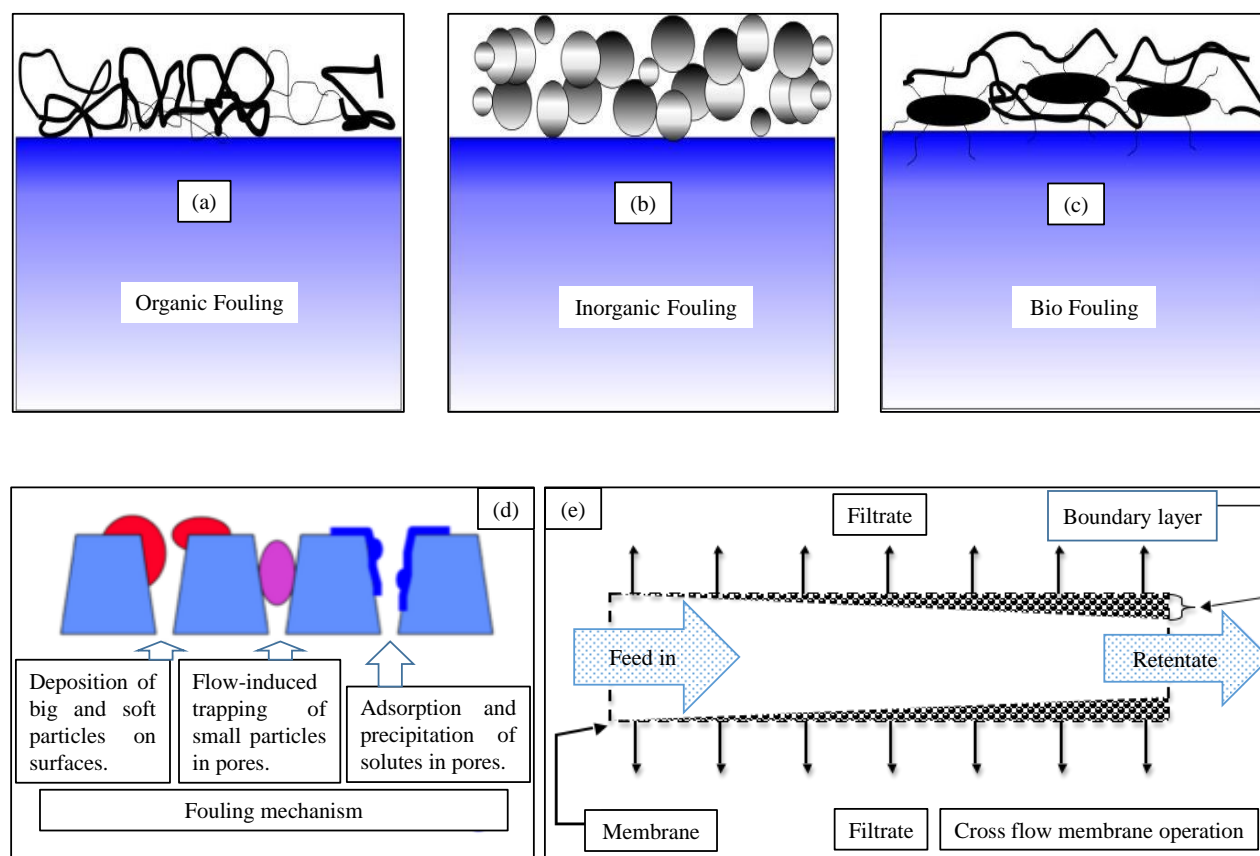 (a)
Organic Fouling
(b)
Inorganic Fouling
(c)
Bio Fouling
(d)
Deposition of
big and soft
particles on
surfaces.
Flow-induced
trapping of
small particles
in pores.
Adsorption and
precipitation of
solutes in pores.
Fouling mechanism
(e)
Filtrate
Boundary layer
Feed in
Retentate
Membrane
Filtrate
Cross flow membrane operation